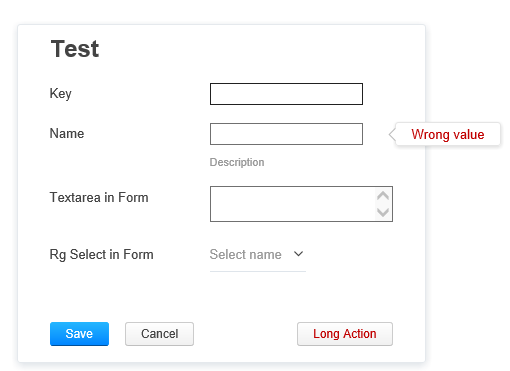 Test
Key
Name
Wrong value
Description
Textarea in Form
Rg Select in Form
Select name
Save
Cancel
Long Action